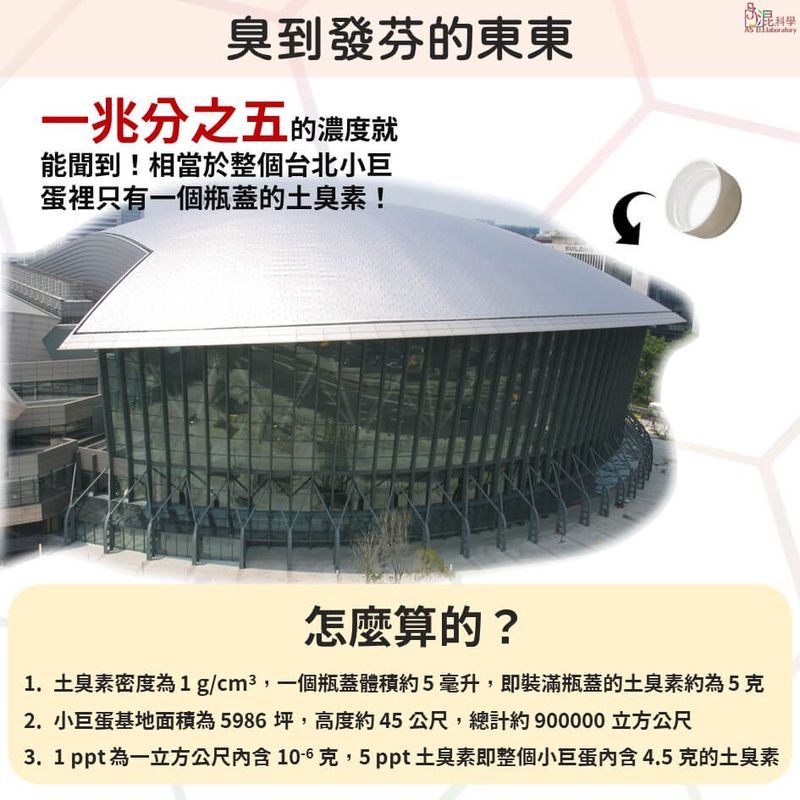 臭到發芬的東東
混科學
AS DJ.laboratory
一兆分之五的濃度就
能聞到！相當於整個台北小巨
蛋裡只有一個瓶蓋的土臭素！
怎麼算的？
1. 土臭素密度為 1 g/cm³，一個瓶蓋體積約 5 毫升，即裝滿瓶蓋的土臭素約為 5 克
2. 小巨蛋基地面積為 5986 坪，高度約 45 公尺，總計約 900000 立方公尺
3. 1 ppt 為一立方公尺內含 10⁻⁶ 克，5 ppt 土臭素即整個小巨蛋內含 4.5 克的土臭素